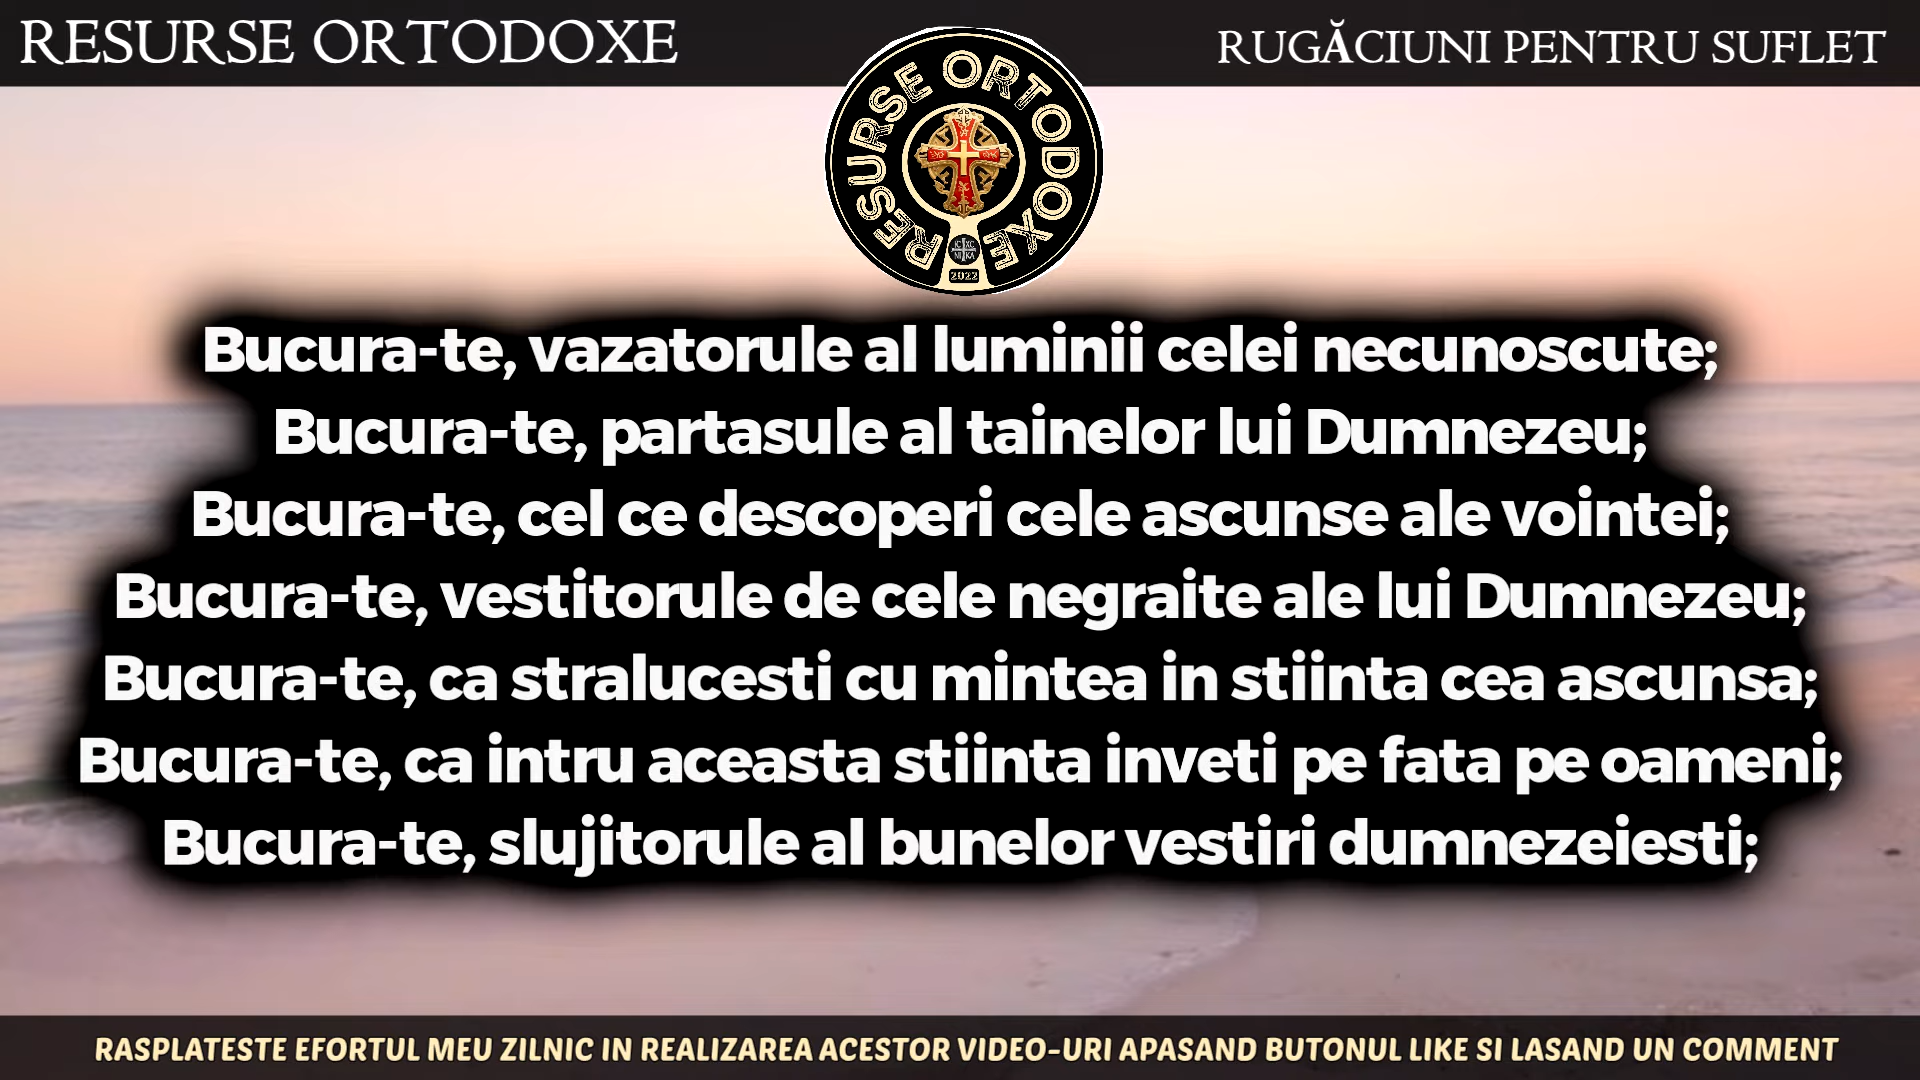 RESURSE ORTODOXE
RUGĂCIUNI PENTRU SUFLET
RESURSE ORTODOXE
IC XC
NI KA
2022
Bucura-te, vazatorule al luminii celei necunoscute;
Bucura-te, partasule al tainelor lui Dumnezeu;
Bucura-te, cel ce descoperi cele ascunse ale vointei;
Bucura-te, vestitorule de cele negraite ale lui Dumnezeu;
Bucura-te, ca stralucesti cu mintea in stiinta cea ascunsa;
Bucura-te, ca intru aceasta stiinta inveti pe fata pe oameni;
Bucura-te, slujitorule al bunelor vestiri dumnezeiesti;
RASPLATESTE EFORTUL MEU ZILNIC IN REALIZAREA ACESTOR VIDEO-URI APASAND BUTONUL LIKE SI LASAND UN COMMENT